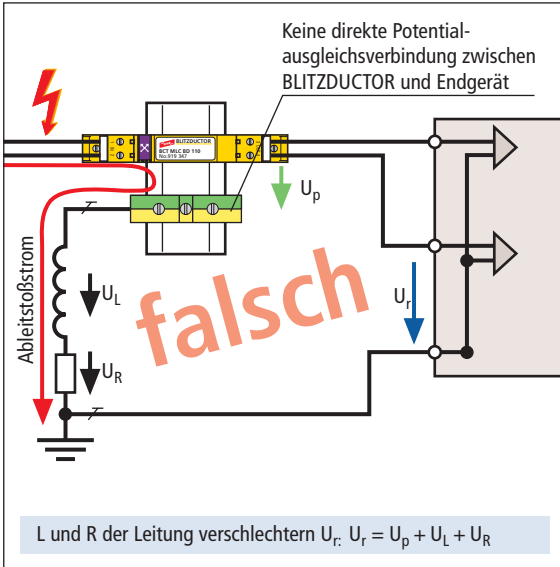 Keine direkte Potential-
ausgleichsverbindung zwischen
BLITZDUCTOR und Endgerät
BLITZDUCTOR
BCT MLC BD 110
No.919 347
Up
Ableitstoßstrom
UL
UR
falsch
Ur
L und R der Leitung verschlechtern Ur: Ur = Up + UL + UR